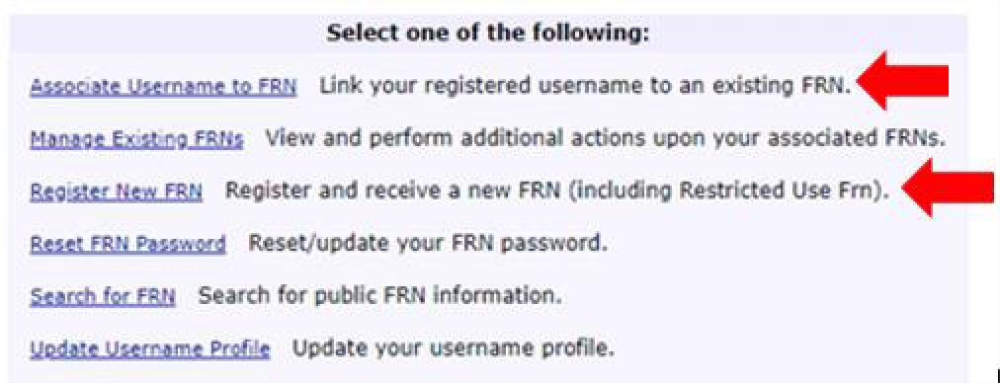 Select one of the following:
Associate Username to FRN Link your registered username to an existing FRN.
Manage Existing FRNs View and perform additional actions upon your associated FRNs.
Register New FRN Register and receive a new FRN (including Restricted Use Frn).
Reset FRN Password Reset/update your FRN password.
Search for FRN Search for public FRN information.
Update Username Profile Update your username profile.